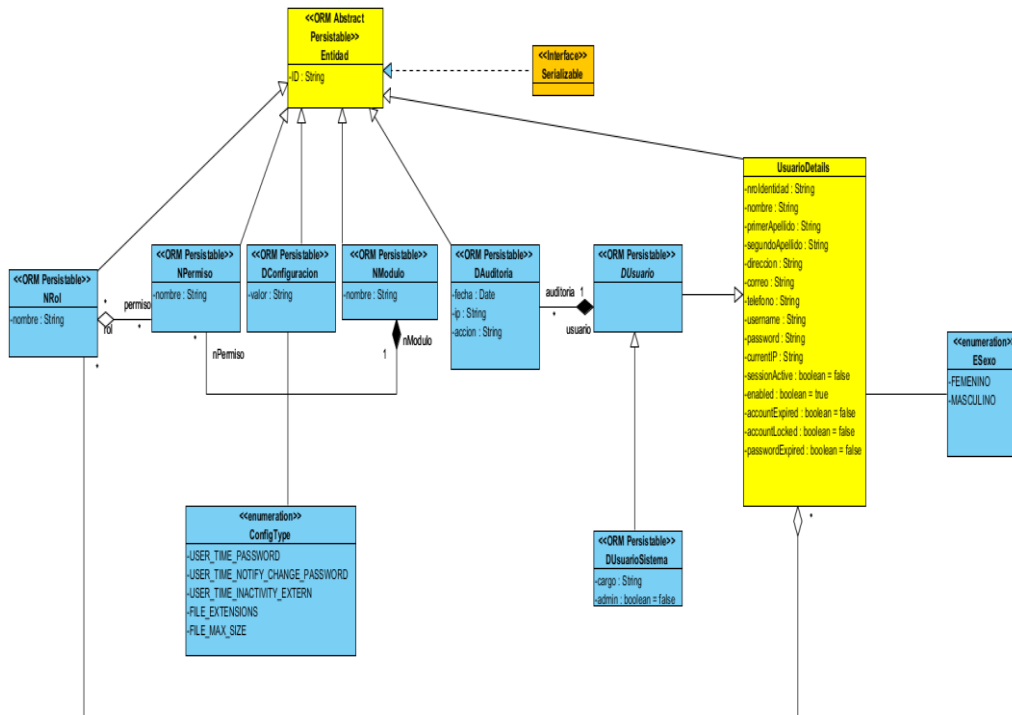 <<ORM Abstract
Persistable>>
Entidad
-ID : String
<<Interface>>
Serializable
UsuarioDetails
-nroIdentidad : String
-nombre : String
-primerApellido : String
-segundoApellido : String
-direccion : String
-correo : String
-telefono : String
-username : String
-password : String
-currentIP : String
-sessionActive : boolean = false
-enabled : boolean = true
-accountExpired : boolean = false
-accountLocked : boolean = false
-passwordExpired : boolean = false
<<ORM Persistable>>
NRol
-nombre : String
<<ORM Persistable>>
NPermiso
-nombre : String
<<ORM Persistable>>
DConfiguracion
-valor : String
<<ORM Persistable>>
NModulo
-nombre : String
<<ORM Persistable>>
DAuditoria
-fecha : Date
-ip : String
-accion : String
<<ORM Persistable>>
DUsuario
* permiso
rol *
*
* nPermiso
nModulo
1
auditoria 1
*
usuario
<<enumeration>>
ESexo
-FEMENINO
-MASCULINO
<<enumeration>>
ConfigType
-USER_TIME_PASSWORD
-USER_TIME_NOTIFY_CHANGE_PASSWORD
-USER_TIME_INACTIVITY_EXTERN
-FILE_EXTENSIONS
-FILE_MAX_SIZE
<<ORM Persistable>>
DUsuarioSistema
-cargo : String
-admin : boolean = false
*